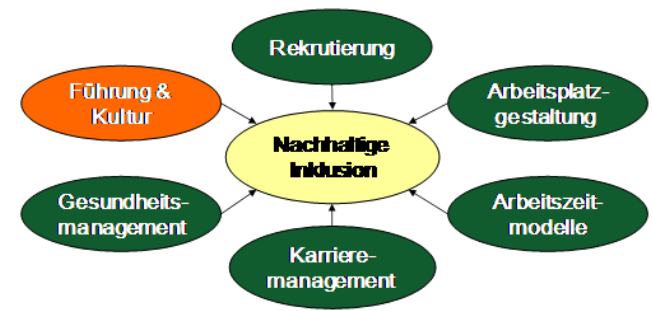 Rekrutierung
Führung &
Kultur
Arbeitsplatz-
gestaltung
Nachhaltige
Inklusion
Gesundheits-
management
Arbeitszeit-
modelle
Karriere-
management